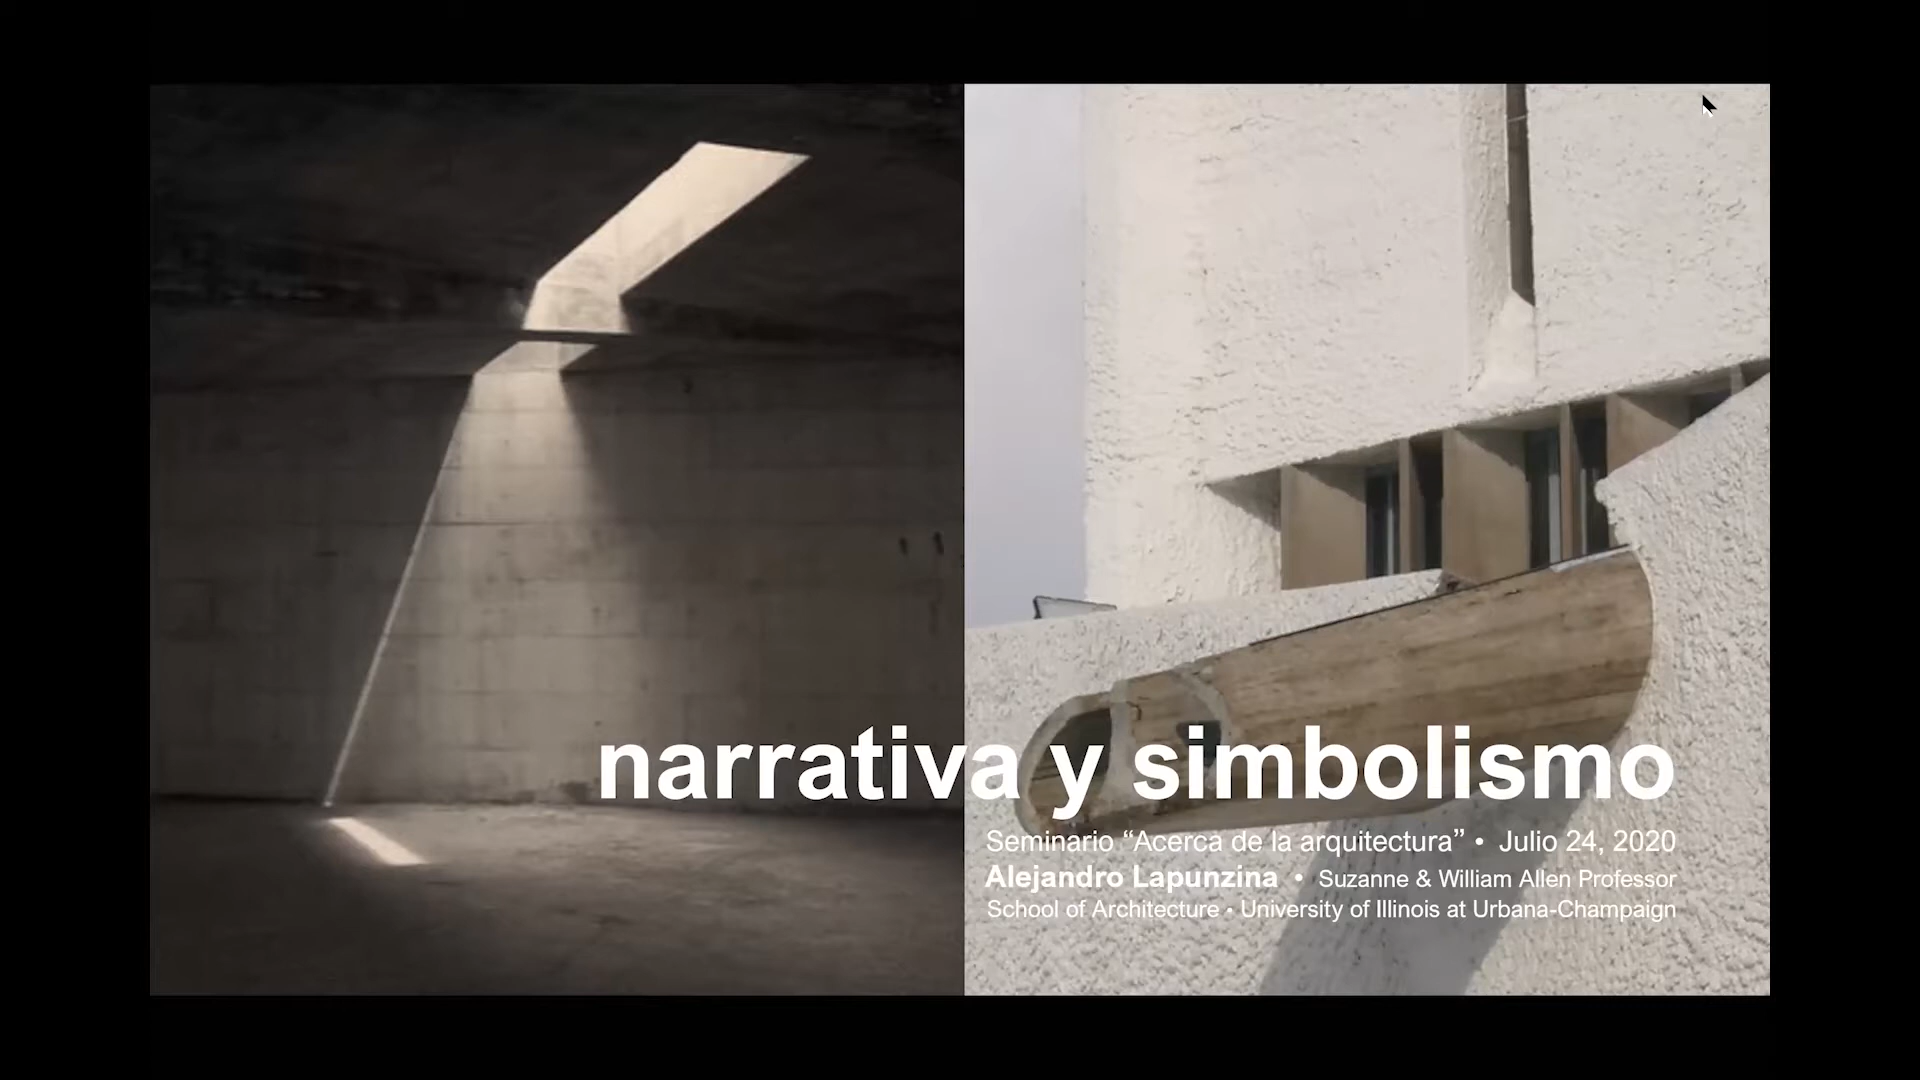 narrativa y simbolismo
Seminario “Acerca de la arquitectura” • Julio 24, 2020
Alejandro Lapunzina • Suzanne & William Allen Professor
School of Architecture • University of Illinois at Urbana-Champaign